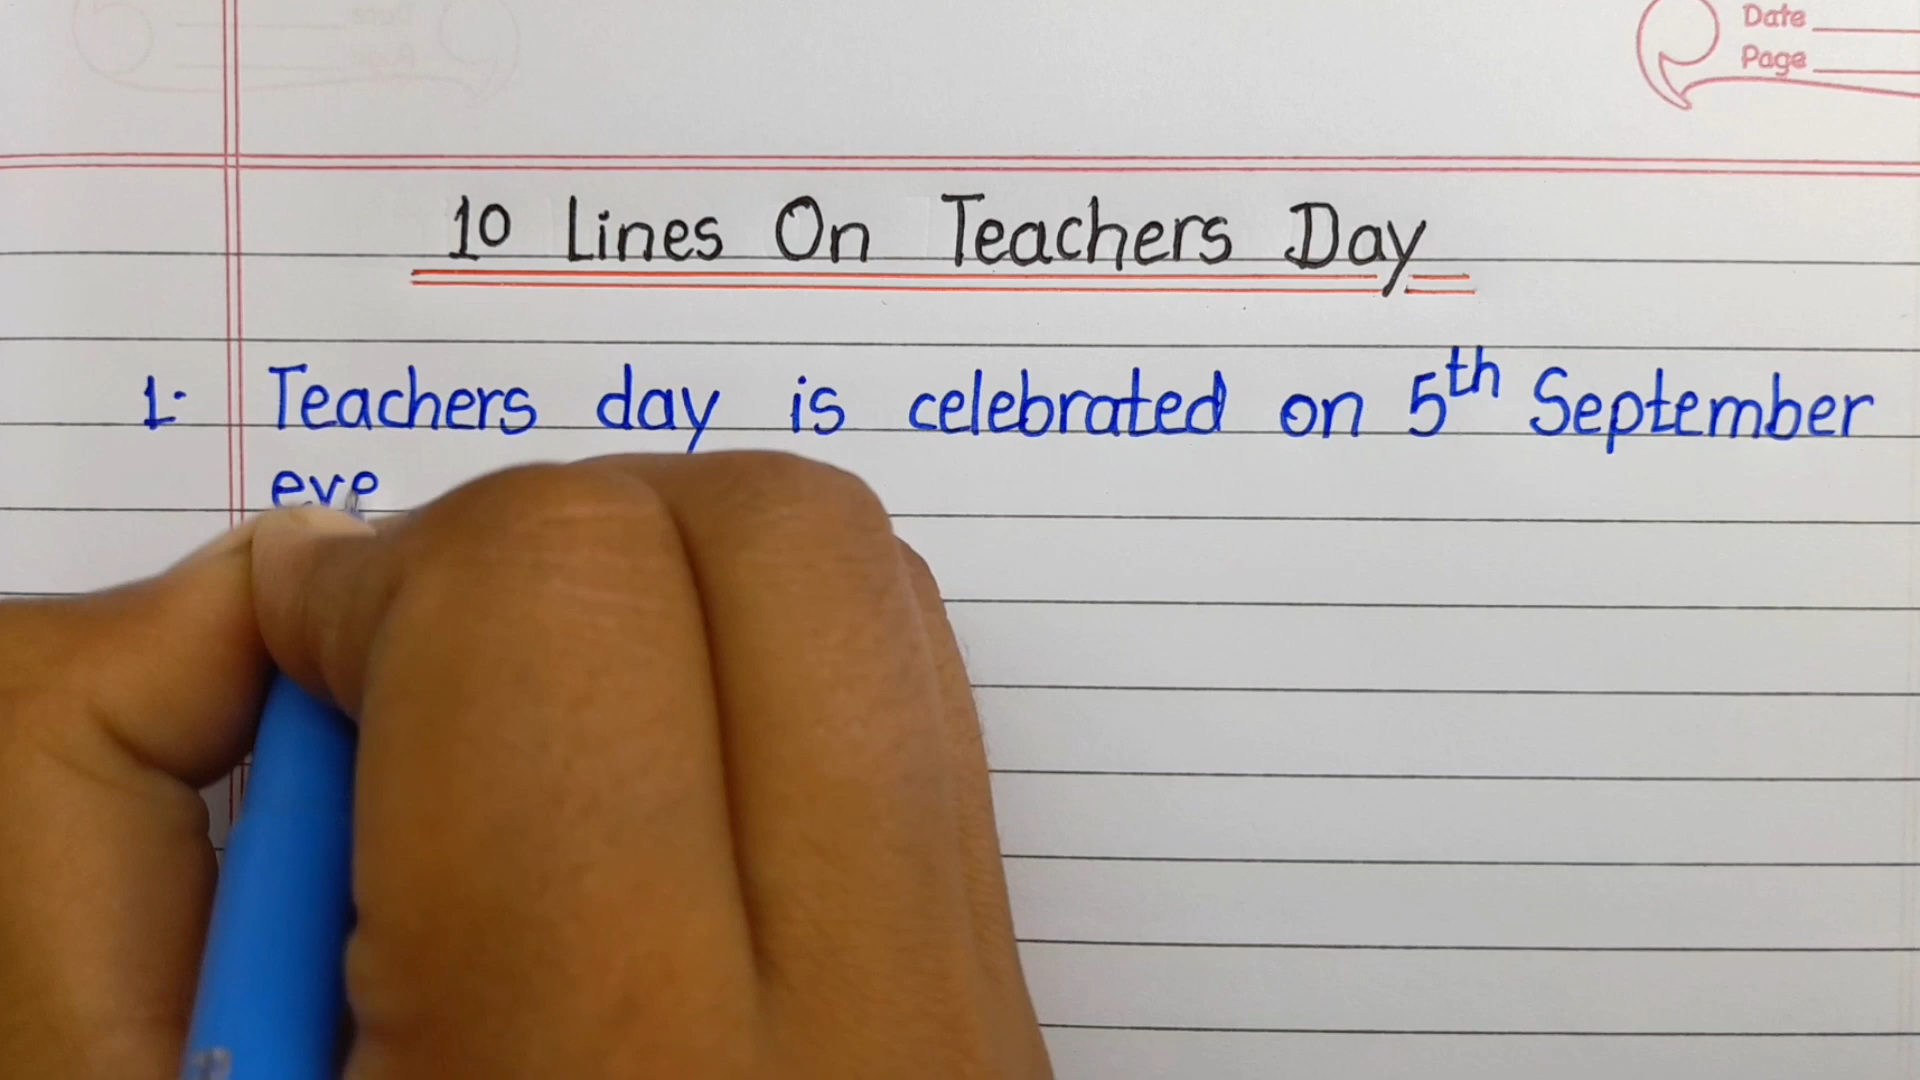 Date
Page
10 Lines On Teachers Day
1. Teachers day is celebrated on 5th September
eve